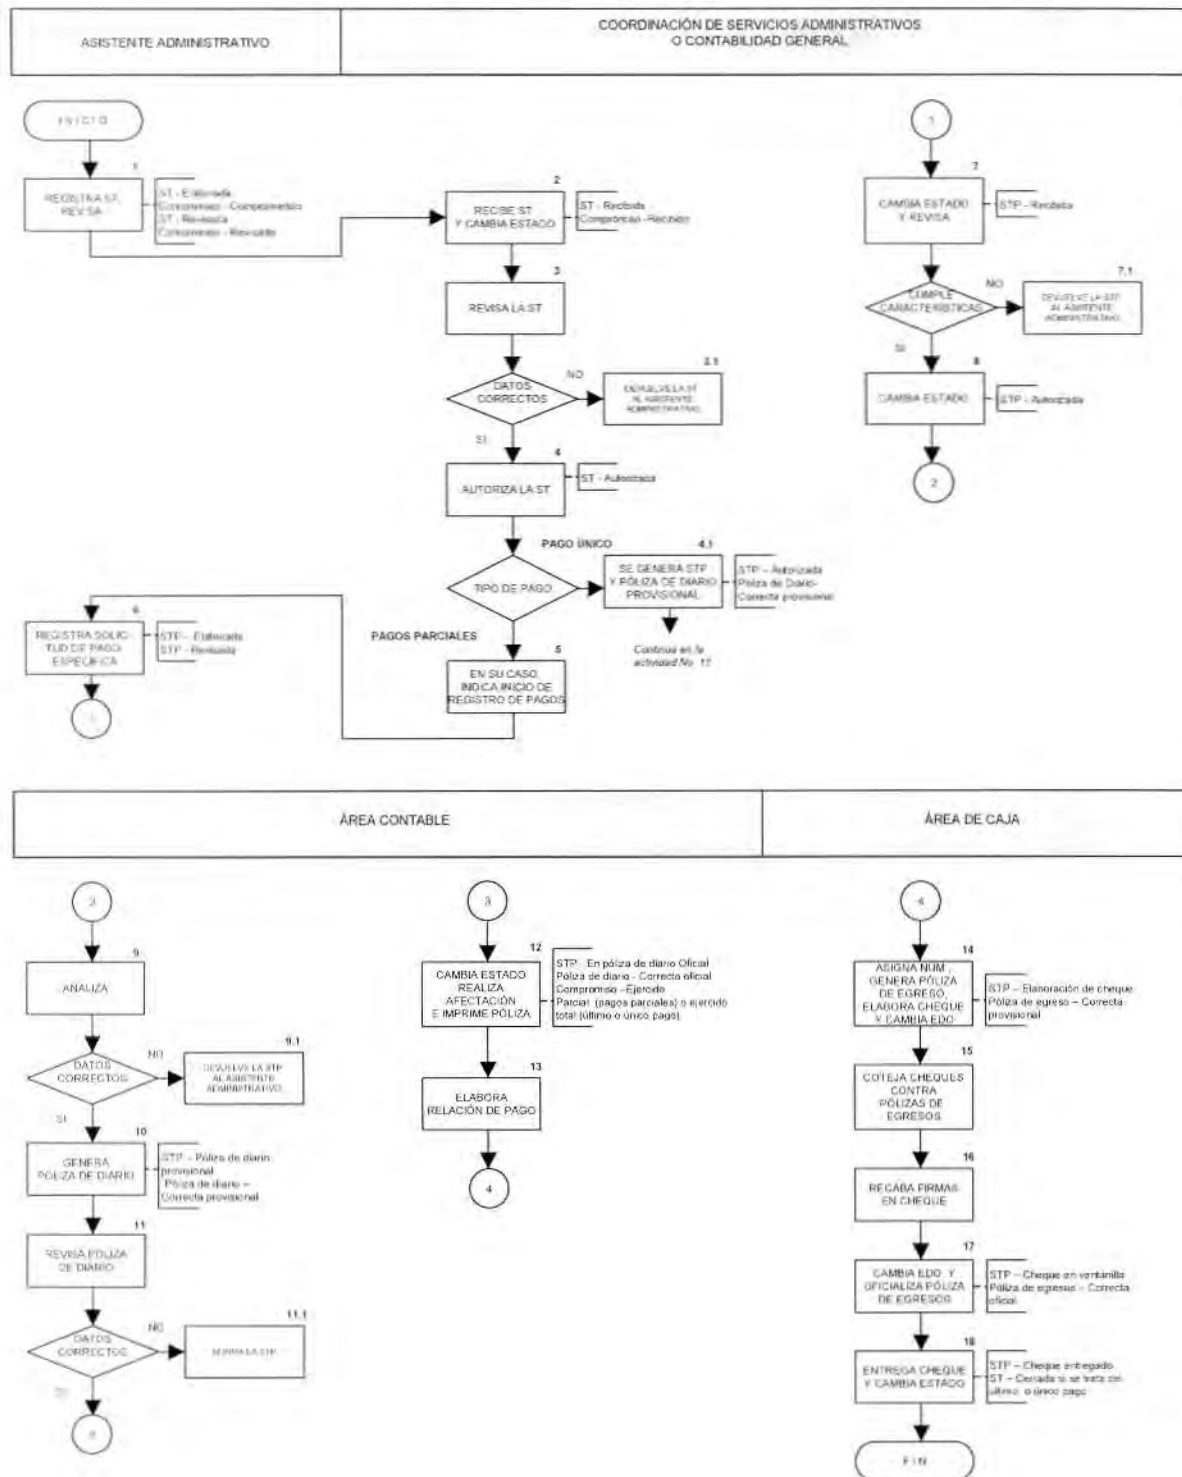 ASISTENTE ADMINISTRATIVO
COORDINACIÓN DE SERVICIOS ADMINISTRATIVOS
O CONTABILIDAD GENERAL
INICIO
1
REGISTRA ST,
REVISA
ST - Elaborada
Compromiso - Comprometido
ST - Revisada
Compromiso - Revisado
2
RECIBE ST
Y CAMBIA ESTADO
ST - Recibida
Compromiso - Recibido
3
REVISA LA ST
DATOS
CORRECTOS
NO
3.1
DEVUELVE LA ST
AL ASISTENTE
ADMINISTRATIVO
SI
4
AUTORIZA LA ST
ST - Autorizada
TIPO DE PAGO
PAGO ÚNICO
4.1
SE GENERA STP
Y PÓLIZA DE DIARIO
PROVISIONAL
STP – Autorizada
Póliza de Diario-
Correcta provisional
Continua en la
actividad No. 11
PAGOS PARCIALES
5
EN SU CASO,
INDICA INICIO DE
REGISTRO DE PAGOS
6
REGISTRA SOLIC-
TUD DE PAGO
ESPECÍFICA
STP – Elaborada
STP – Revisada
1
1
7
CAMBIA ESTADO
Y REVISA
STP - Recibida
CUMPLE
CARACTERÍSTICAS
NO
7.1
DEVUELVE LA STP
AL ASISTENTE
ADMINISTRATIVO
SI
8
CAMBIA ESTADO
STP - Autorizada
2
ÁREA CONTABLE
ÁREA DE CAJA
2
9
ANALIZA
DATOS
CORRECTOS
NO
9.1
DEVUELVE LA STP
AL ASISTENTE
ADMINISTRATIVO
SI
10
GENERA
PÓLIZA DE DIARIO
STP – Póliza de diario
provisional
Póliza de diario –
Correcta provisional
11
REVISA PÓLIZA
DE DIARIO
DATOS
CORRECTOS
NO
11.1
LA STP
SI
3
3
12
CAMBIA ESTADO
REALIZA
AFECTACIÓN
E IMPRIME PÓLIZA
STP - En póliza de diario Oficial
Póliza de diario - Correcta oficial
Compromiso –Ejercido
Parcial (pagos parciales) o ejercido
total (último o único pago)
13
ELABORA
RELACIÓN DE PAGO
4
4
14
ASIGNA NUM.,
GENERA PÓLIZA
DE EGRESO,
ELABORA CHEQUE
Y CAMBIA EDO
STP – Elaboración de cheque
Póliza de egreso – Correcta
provisional
15
COTEJA CHEQUES
CONTRA
PÓLIZAS DE
EGRESOS
16
RECABA FIRMAS
EN CHEQUE
17
CAMBIA EDO Y
OFICIALIZA PÓLIZA
DE EGRESOS
STP – Cheque en ventanilla
Póliza de egresos – Correcta
oficial
18
ENTREGA CHEQUE
Y CAMBIA ESTADO
STP – Cheque entregado
ST – Cerrada si se trata del
último o único pago
FIN